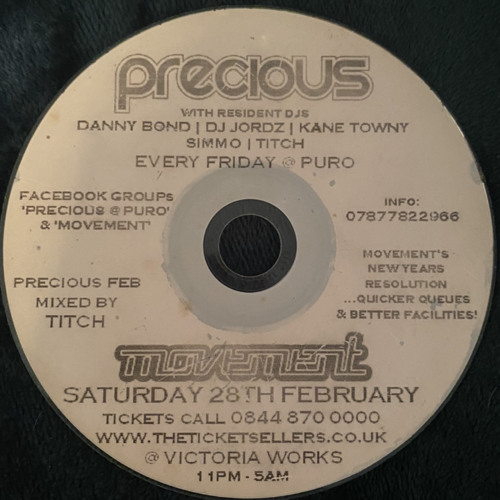 precious
WITH RESIDENT DJS
DANNY BOND | DJ JORDZ | KANE TOWNY
SIMMO | TITCH
EVERY FRIDAY @ PURO
FACEBOOK GROUPS
'PRECIOUS @ PURO'
& 'MOVEMENT'
INFO:
07877822966
PRECIOUS FEB
MIXED BY
TITCH
MOVEMENT'S
NEW YEARS
RESOLUTION
...QUICKER QUEUES
& BETTER FACILITIES!
movement
SATURDAY 28TH FEBRUARY
TICKETS CALL 0844 870 0000
WWW.THETICKETSELLERS.CO.UK
@ VICTORIA WORKS
11PM - 5AM